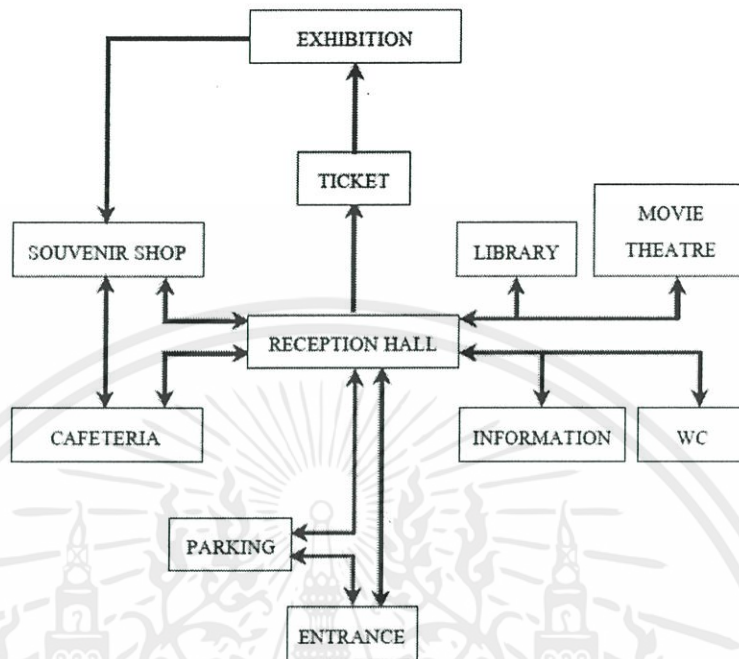 EXHIBITION
TICKET
MOVIE
THEATRE
SOUVENIR SHOP
LIBRARY
RECEPTION HALL
CAFETERIA
INFORMATION
WC
PARKING
ENTRANCE